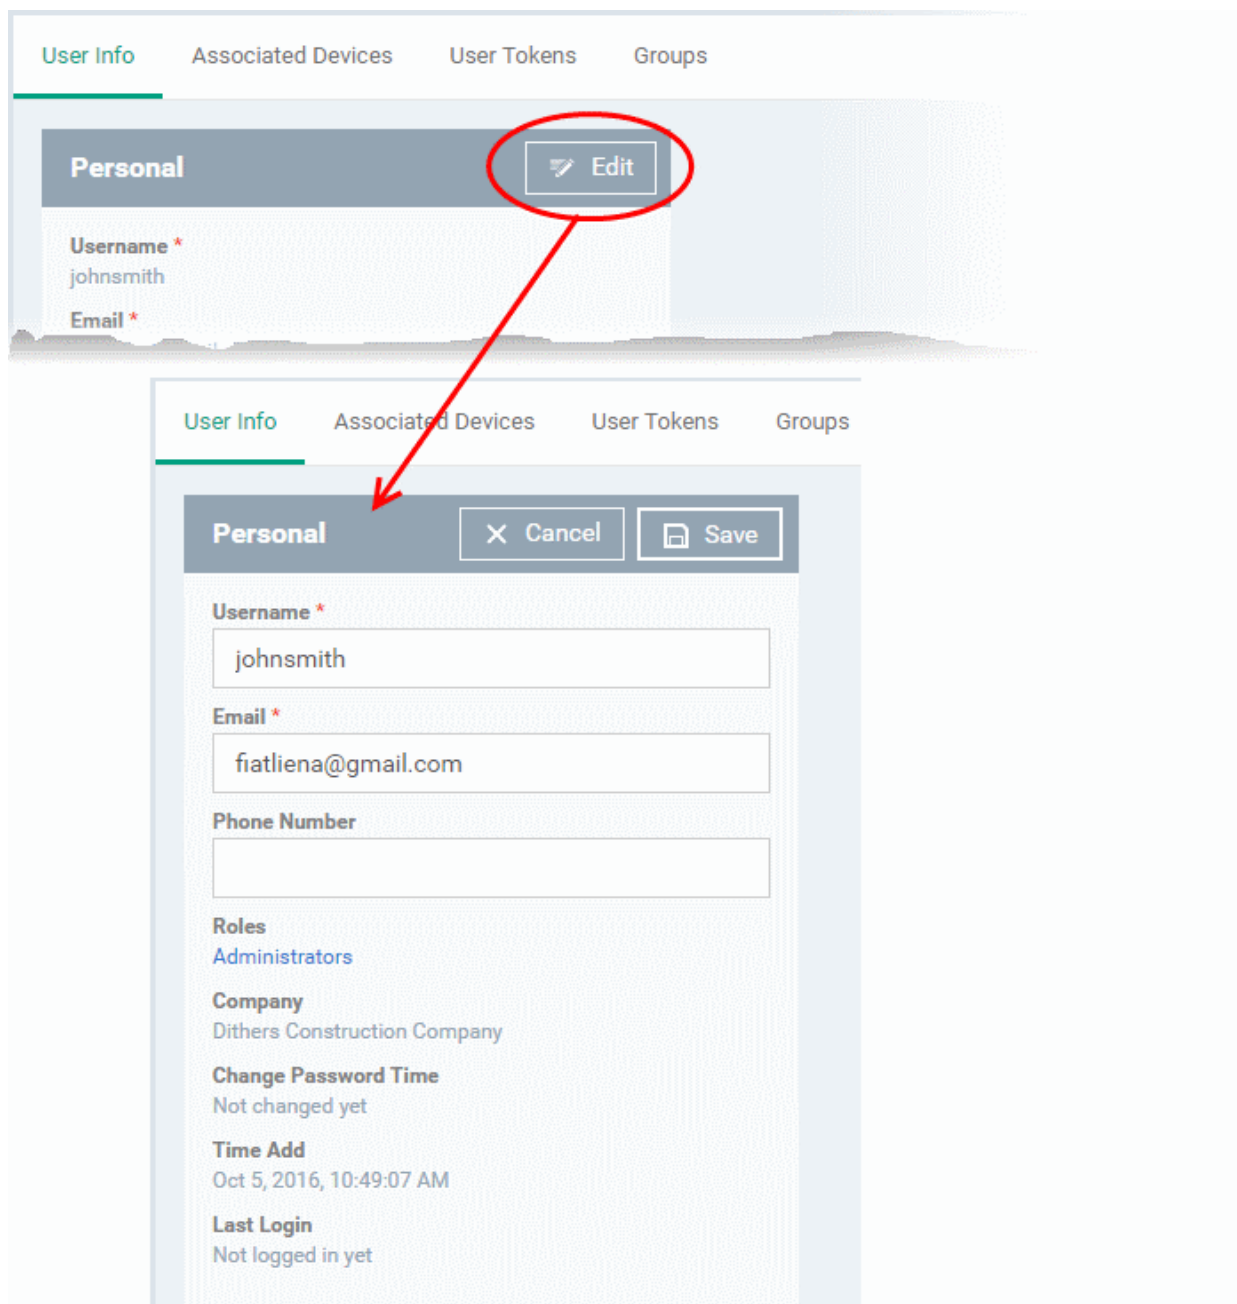 User Info Associated Devices User Tokens Groups
Personal Edit
Username *
johnsmith
Email *
User Info Associated Devices User Tokens Groups
Personal Cancel Save
Username *
johnsmith
Email *
fiatliena@gmail.com
Phone Number
Roles
Administrators
Company
Dithers Construction Company
Change Password Time
Not changed yet
Time Add
Oct 5, 2016, 10:49:07 AM
Last Login
Not logged in yet